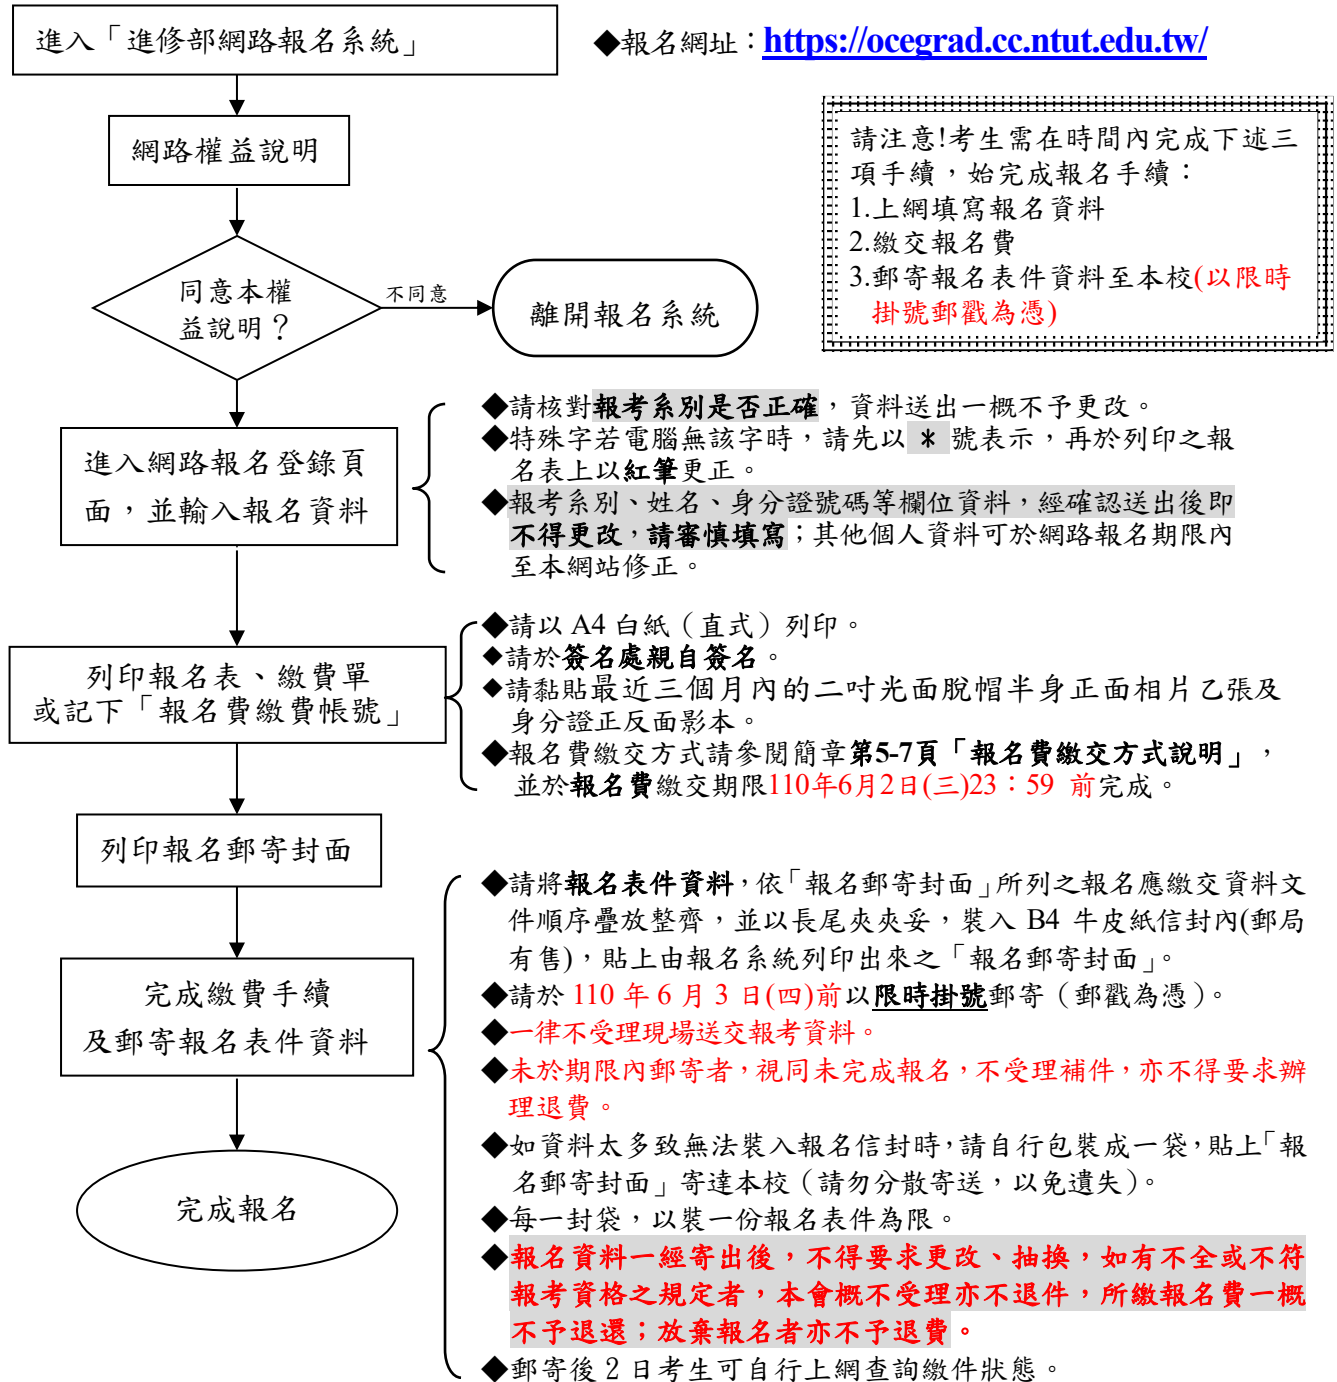 進入「進修部網路報名系統」
◆報名網址：https://ocegrad.cc.ntut.edu.tw/
網路權益說明
請注意!考生需在時間內完成下述三
項手續，始完成報名手續：
1.上網填寫報名資料
2.繳交報名費
3.郵寄報名表件資料至本校(以限時
掛號郵戳為憑)
同意本權
益說明？
不同意
離開報名系統
進入網路報名登錄頁
面，並輸入報名資料
◆請核對報考系別是否正確，資料送出一概不予更改。
◆特殊字若電腦無該字時，請先以 * 號表示，再於列印之報
名表上以紅筆更正。
◆報考系別、姓名、身分證號碼等欄位資料，經確認送出後即
不得更改，請審慎填寫；其他個人資料可於網路報名期限內
至本網站修正。
列印報名表、繳費單
或記下「報名費繳費帳號」
◆請以 A4 白紙（直式）列印。
◆請於簽名處親自簽名。
◆請黏貼最近三個月內的二吋光面脫帽半身正面相片乙張及
身分證正反面影本。
◆報名費繳交方式請參閱簡章第5-7頁「報名費繳交方式說明」，
並於報名費繳交期限110年6月2日(三)23：59 前完成。
列印報名郵寄封面
完成繳費手續
及郵寄報名表件資料
◆請將報名表件資料，依「報名郵寄封面」所列之報名應繳交資料文
件順序疊放整齊，並以長尾夾夾妥，裝入 B4 牛皮紙信封內(郵局
有售)，貼上由報名系統列印出來之「報名郵寄封面」。
◆請於 110 年 6 月 3 日(四)前以限時掛號郵寄（郵戳為憑）。
◆一律不受理現場送交報考資料。
◆未於期限內郵寄者，視同未完成報名，不受理補件，亦不得要求辦
理退費。
◆如資料太多致無法裝入報名信封時，請自行包裝成一袋，貼上「報
名郵寄封面」寄達本校（請勿分散寄送，以免遺失）。
◆每一封袋，以裝一份報名表件為限。
◆報名資料一經寄出後，不得要求更改、抽換，如有不全或不符
報考資格之規定者，本會概不受理亦不退件，所繳報名費一概
不予退還；放棄報名者亦不予退費。
◆郵寄後 2 日考生可自行上網查詢繳件狀態。
完成報名